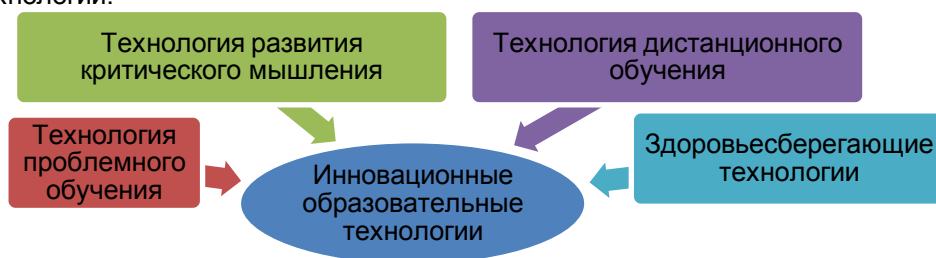 Технология развития
критического мышления
Технология дистанционного
обучения
Технология
проблемного
обучения
Здоровьесберегающие
технологии
Инновационные
образовательные
технологии